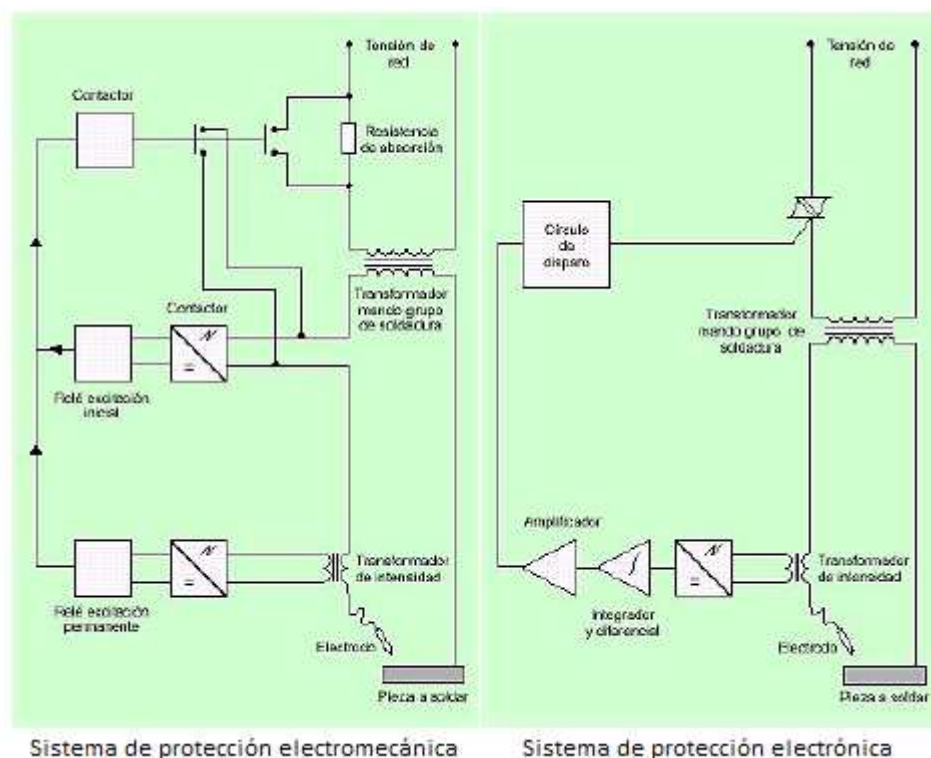 Tensión de
red
Contactor
Resistencia
de absorsión
Transformador
mando grupo
de soldadura
Contactor
N
=
Relé excitación
inicial
N
=
Transformador
de intensidad
Relé excitación
permanente
Electrodo
Pieza a soldar
Sistema de protección electromecánica
Tensión de
red
Círculo
de
disparo
Transformador
mando grupo de
soldadura
Amplificador
N
=
∫
Transformador
de intensidad
Integrador
y diferencial
Electrodo
Pieza a soldar
Sistema de protección electrónica